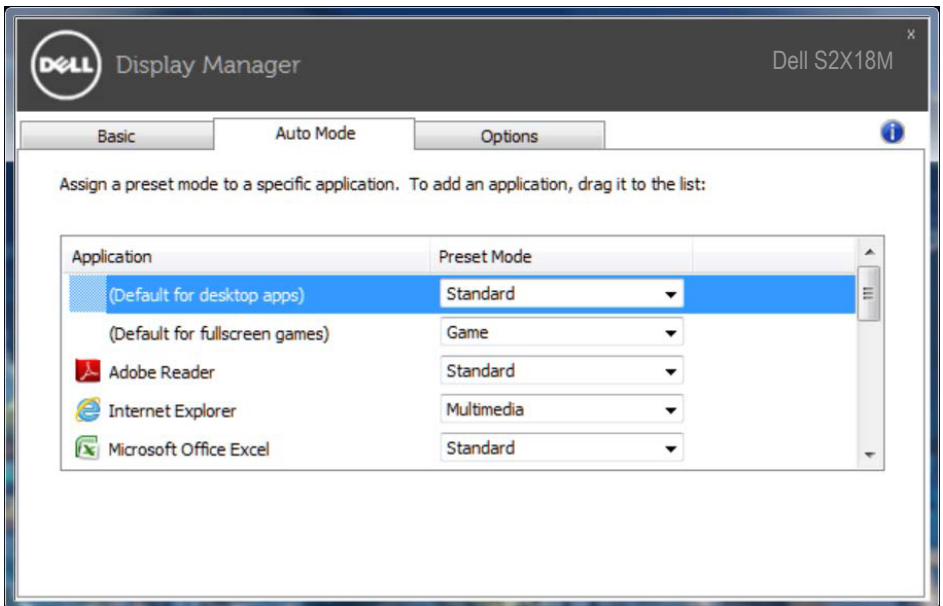 x
DELL Display Manager Dell S2X18M
Basic Auto Mode Options
Assign a preset mode to a specific application. To add an application, drag it to the list:
Application Preset Mode
(Default for desktop apps) Standard
(Default for fullscreen games) Game
Adobe Reader Standard
Internet Explorer Multimedia
Microsoft Office Excel Standard